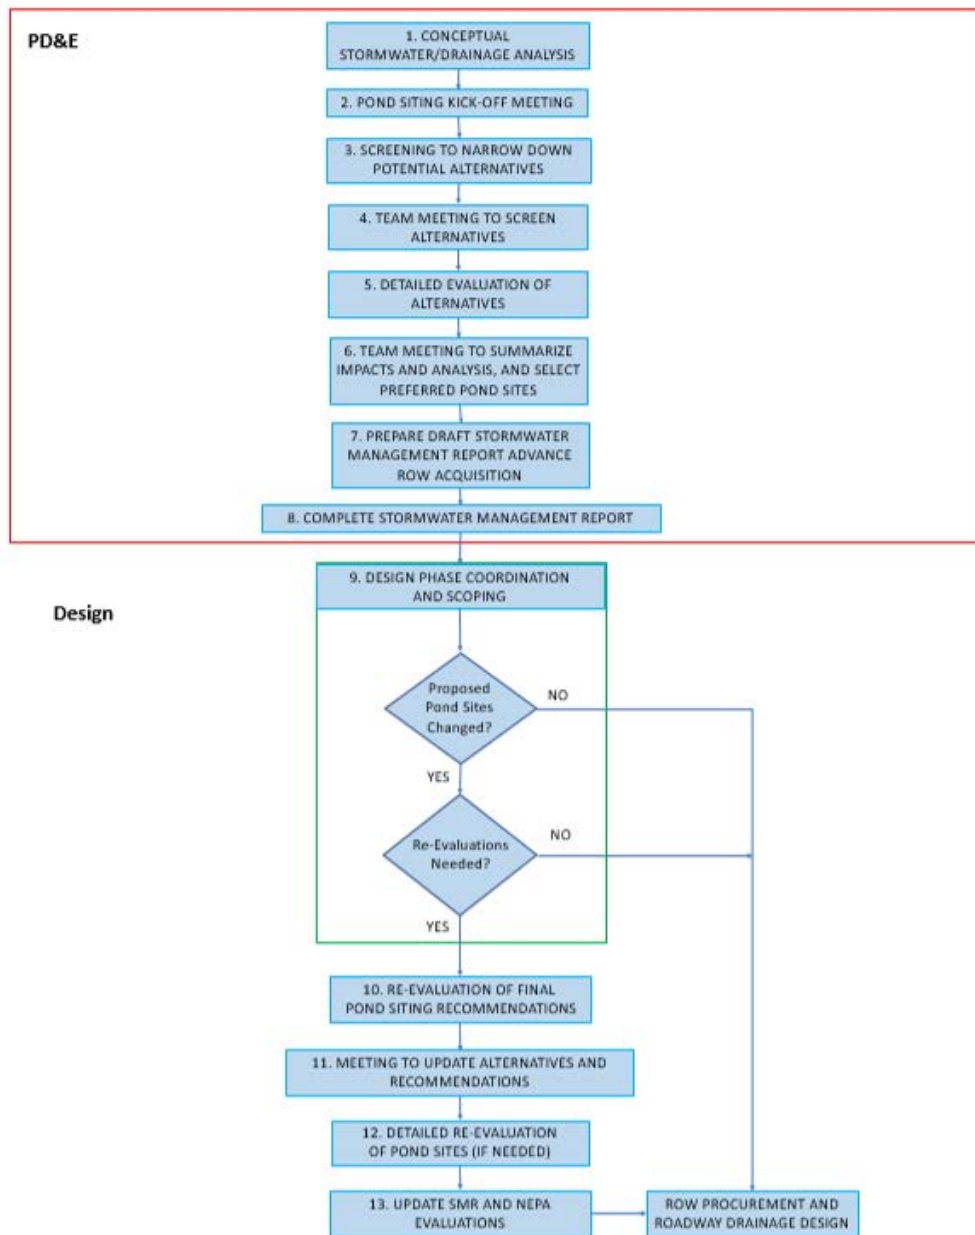 PD&E
1. CONCEPTUAL
STORMWATER/DRAINAGE ANALYSIS
2. POND SITING KICK-OFF MEETING
3. SCREENING TO NARROW DOWN
POTENTIAL ALTERNATIVES
4. TEAM MEETING TO SCREEN
ALTERNATIVES
5. DETAILED EVALUATION OF
ALTERNATIVES
6. TEAM MEETING TO SUMMARIZE
IMPACTS AND ANALYSIS, AND SELECT
PREFERRED POND SITES
7. PREPARE DRAFT STORMWATER
MANAGEMENT REPORT ADVANCE
ROW ACQUISITION
8. COMPLETE STORMWATER MANAGEMENT REPORT
Design
9. DESIGN PHASE COORDINATION
AND SCOPING
Proposed
Pond Sites
Changed?
NO
YES
Re-Evaluations
Needed?
NO
YES
10. RE-EVALUATION OF FINAL
POND SITING RECOMMENDATIONS
11. MEETING TO UPDATE ALTERNATIVES AND
RECOMMENDATIONS
12. DETAILED RE-EVALUATION
OF POND SITES (IF NEEDED)
13. UPDATE SMR AND NEPA
EVALUATIONS
ROW PROCUREMENT AND
ROADWAY DRAINAGE DESIGN